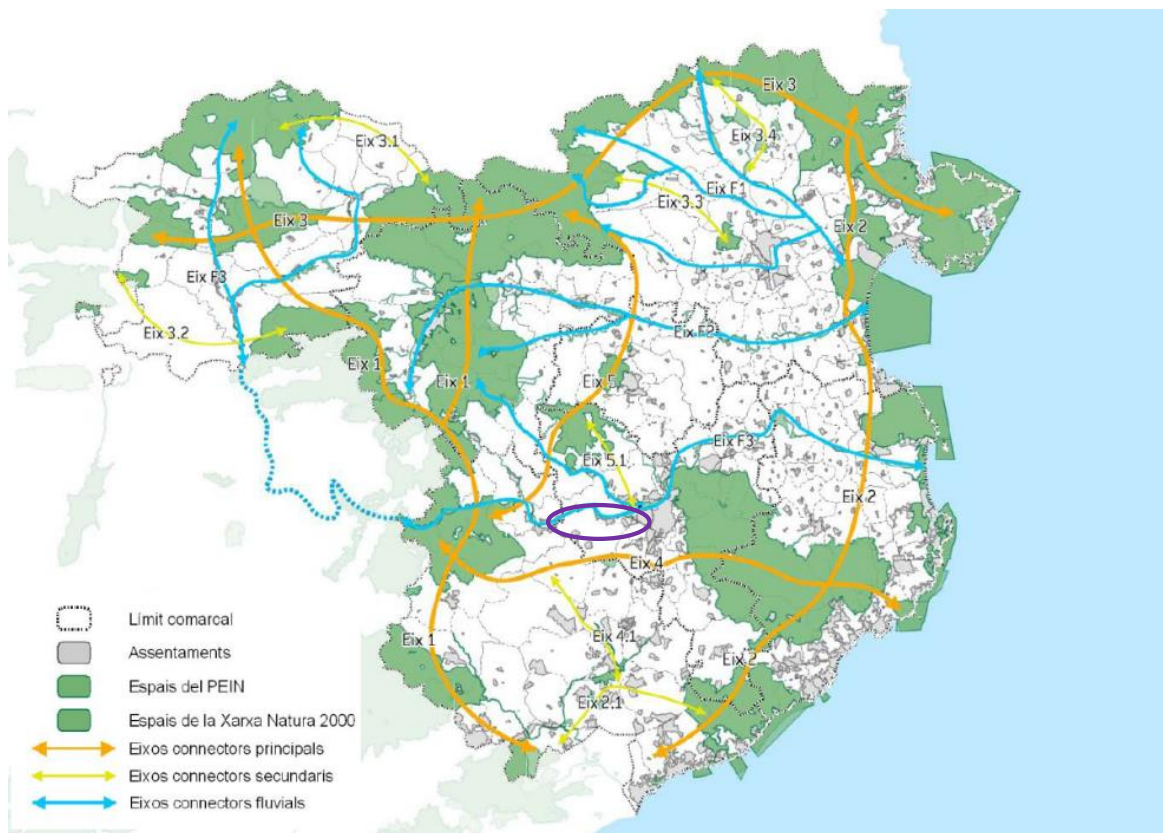 Eix 3
Eix 3.1
Eix 3.4
Eix F1
Eix 3.3
Eix 3
Eix 2
Eix F3
Eix 3.2
Eix F2
Eix 1
Eix 1
Eix 5
Eix F3
Eix 5.1
Eix 2
Eix 4
Eix 1
Eix 4.1
Eix 2
Eix 2.1
Límit comarcal
Assentaments
Espais del PEIN
Espais de la Xarxa Natura 2000
Eixos connectors principals
Eixos connectors secundaris
Eixos connectors fluvials